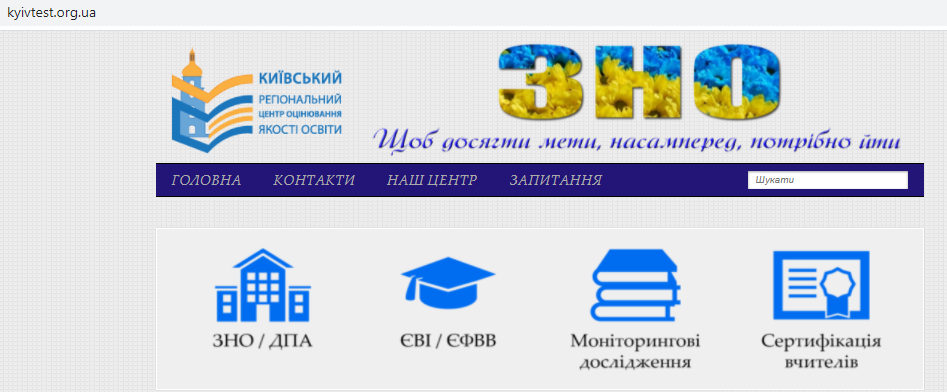 kyivtest.org.ua
КИЇВСЬКИЙ
РЕГІОНАЛЬНИЙ
ЦЕНТР ОЦІНЮВАННЯ
ЯКОСТІ ОСВІТИ
ЗНО
Щоб досягти мети, насамперед, потрібно йти
ГОЛОВНА КОНТАКТИ НАШ ЦЕНТР ЗАПИТАННЯ Шукати
ЗНО / ДПА
ЄВІ / ЄФВВ
Моніторингові
дослідження
Сертифікація
вчителів